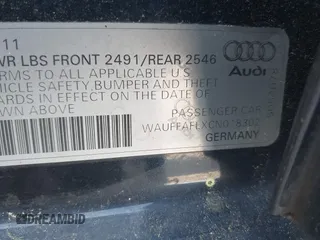 11
WR LBS FRONT 2491/REAR 2546
RMS TO ALL APPLICABLE U.S
HICLE SAFETY, BUMPER AND THEFT
ARDS IN EFFECT ON THE DATE OF
OWN ABOVE
Audi
PASSENGER CAR
GERMANY
DREAMBID